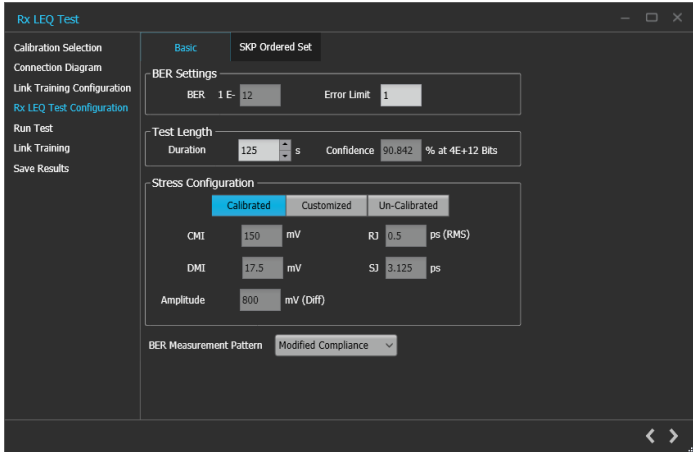 Rx LEQ Test
Calibration Selection
Connection Diagram
Link Training Configuration
Rx LEQ Test Configuration
Run Test
Link Training
Save Results
Basic
SKP Ordered Set
BER Settings
BER 1 E- 12 Error Limit 1
Test Length
Duration 125 s Confidence 90.842 % at 4E+12 Bits
Stress Configuration
Calibrated Customized Un-Calibrated
CMI 150 mV RJ 0.5 ps (RMS)
DMI 17.5 mV SJ 3.125 ps
Amplitude 800 mV (Diff)
BER Measurement Pattern Modified Compliance